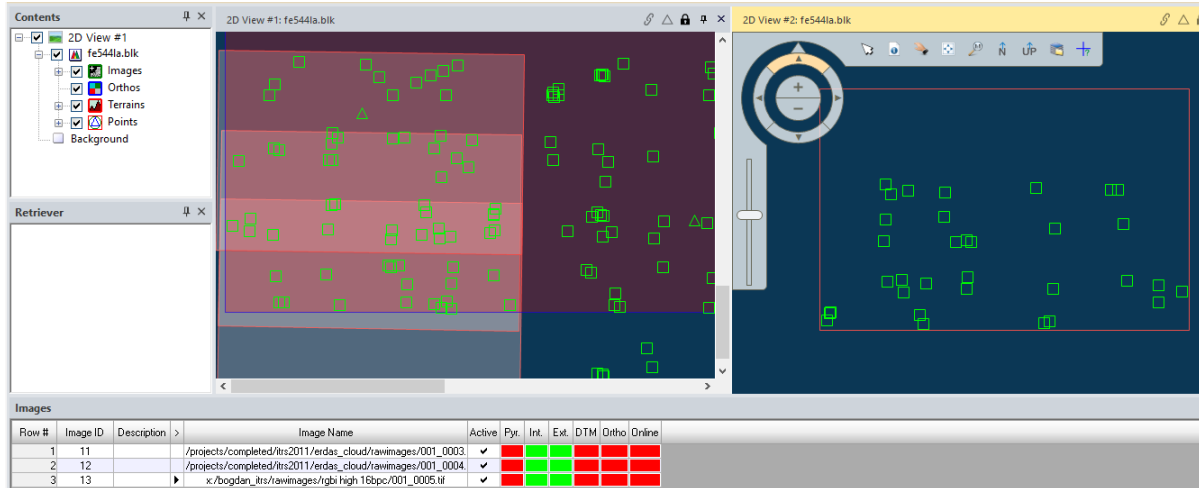 Contents
2D View #1
fe544la.blk
Images
Orthos
Terrains
Points
Background
Retriever
2D View #1: fe544la.blk
2D View #2: fe544la.blk
N UP
Images
Row # Image ID Description > Image Name Active Pyr. Int. Ext. DTM Ortho Online
1 11 /projects/completed/itrs2011/erdas_cloud/rawimages/001_0003.
2 12 /projects/completed/itrs2011/erdas_cloud/rawimages/001_0004.
3 13 x:/bogdan_itrs/rawimages/rgbi high 16bpc/001_0005.tif